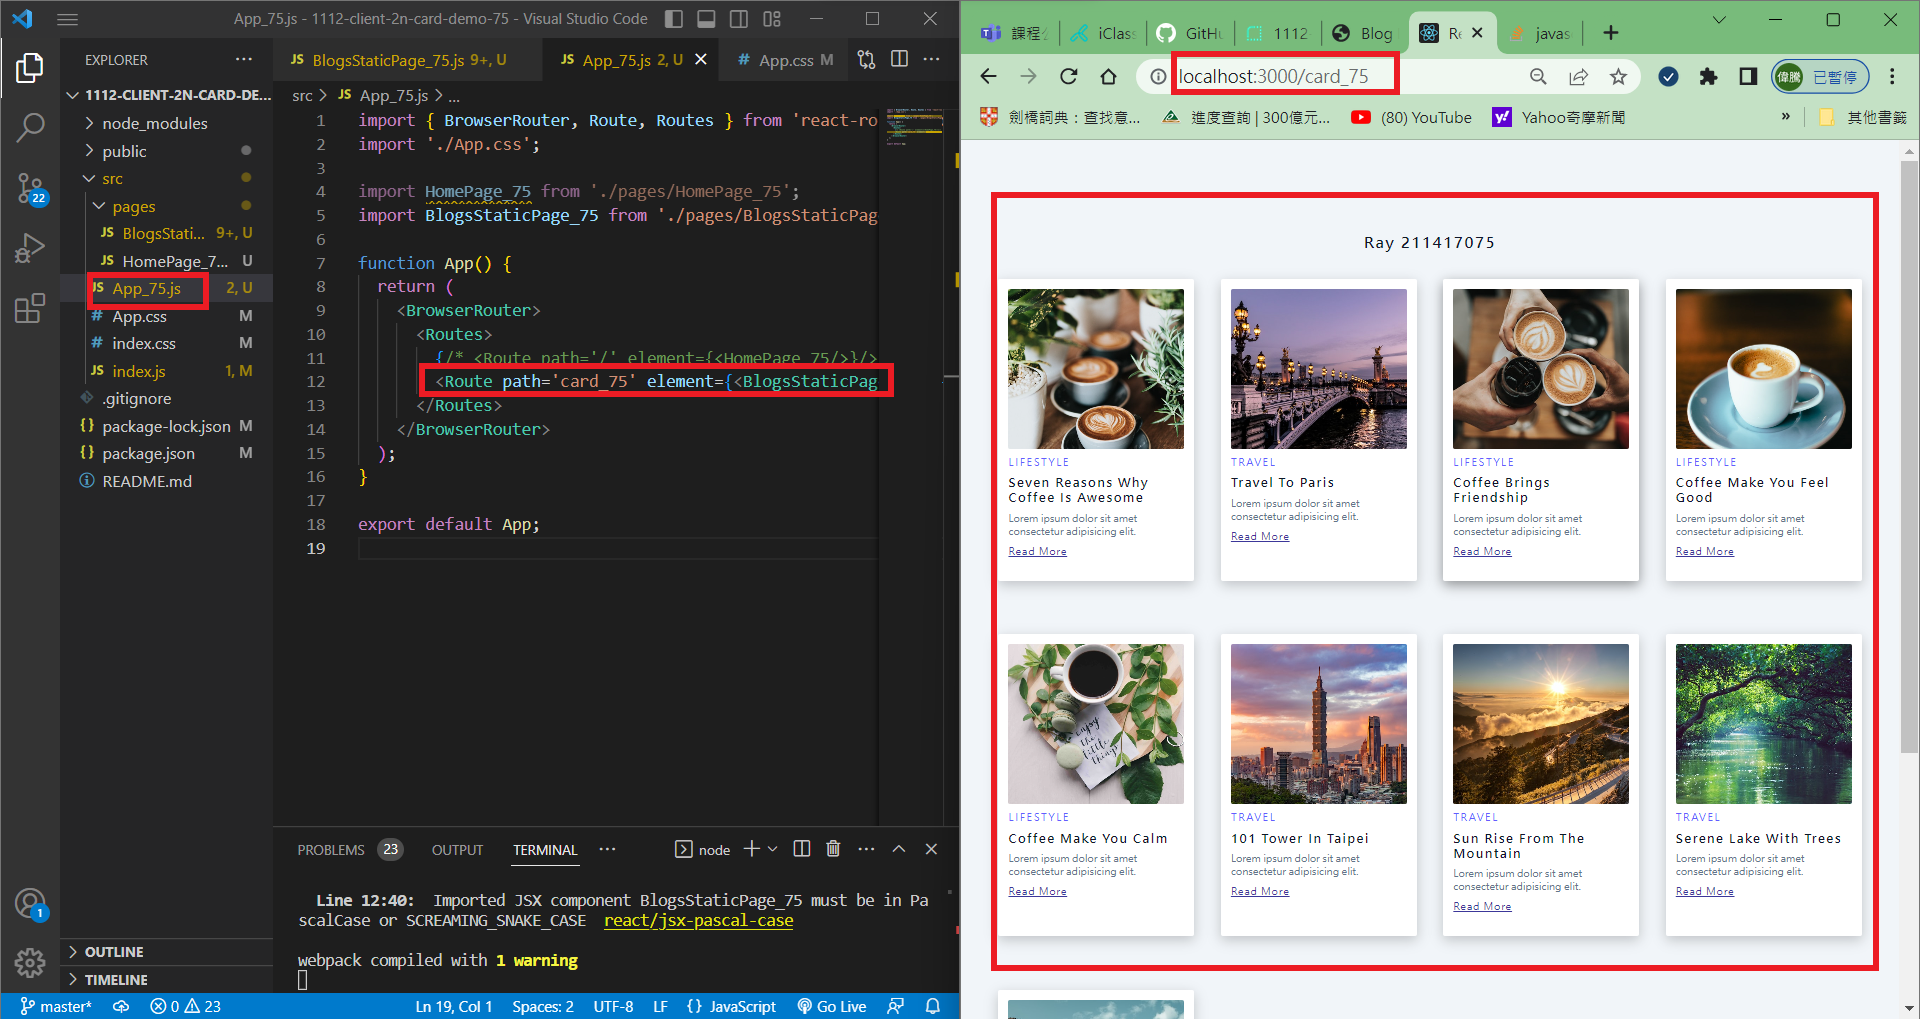 App_75.js - 1112-client-2n-card-demo-75 - Visual Studio Code
EXPLORER
1112-CLIENT-2N-CARD-DE...
node_modules
public
src
pages
JS BlogsStati... 9+, U
JS HomePage_7... U
JS App_75.js 2, U
# App.css M
# index.css M
JS index.js 1, M
.gitignore
{} package-lock.json M
{} package.json M
README.md
OUTLINE
TIMELINE
22
1
JS BlogsStaticPage_75.js 9+, U
JS App_75.js 2, U
# App.css M
src > JS App_75.js > ...
1 import { BrowserRouter, Route, Routes } from 'react-ro
2 import './App.css';
3
4 import HomePage_75 from './pages/HomePage_75';
5 import BlogsStaticPage_75 from './pages/BlogsStaticPag
6
7 function App() {
8 return (
9 <BrowserRouter>
10 <Routes>
11 {/* <Route path='/' element={<HomePage_75/>}/>
12 <Route path='card_75' element={<BlogsStaticPag
13 </Routes>
14 </BrowserRouter>
15 );
16 }
17
18 export default App;
19
PROBLEMS 23 OUTPUT TERMINAL ... node
Line 12:40: Imported JSX component BlogsStaticPage_75 must be in Pa
scalCase or SCREAMING_SNAKE_CASE react/jsx-pascal-case
webpack compiled with 1 warning
master* 0 23 Ln 19, Col 1 Spaces: 2 UTF-8 LF {} JavaScript Go Live
課程 iClass GitHu 1112 Blog Re javas
localhost:3000/card_75
偉騰 已暫停
劍橋詞典：查找意... 進度查詢 | 300億元... (80) YouTube Yahoo奇摩新聞 » 其他書籤
Ray 211417075
LIFESTYLE
Seven Reasons Why
Coffee Is Awesome
Lorem ipsum dolor sit amet
consectetur adipisicing elit.
Read More
TRAVEL
Travel To Paris
Lorem ipsum dolor sit amet
consectetur adipisicing elit.
Read More
LIFESTYLE
Coffee Brings
Friendship
Lorem ipsum dolor sit amet
consectetur adipisicing elit.
Read More
LIFESTYLE
Coffee Make You Feel
Good
Lorem ipsum dolor sit amet
consectetur adipisicing elit.
Read More
enjoy
the
little
things
LIFESTYLE
Coffee Make You Calm
Lorem ipsum dolor sit amet
consectetur adipisicing elit.
Read More
TRAVEL
101 Tower In Taipei
Lorem ipsum dolor sit amet
consectetur adipisicing elit.
Read More
TRAVEL
Sun Rise From The
Mountain
Lorem ipsum dolor sit amet
consectetur adipisicing elit.
Read More
TRAVEL
Serene Lake With Trees
Lorem ipsum dolor sit amet
consectetur adipisicing elit.
Read More